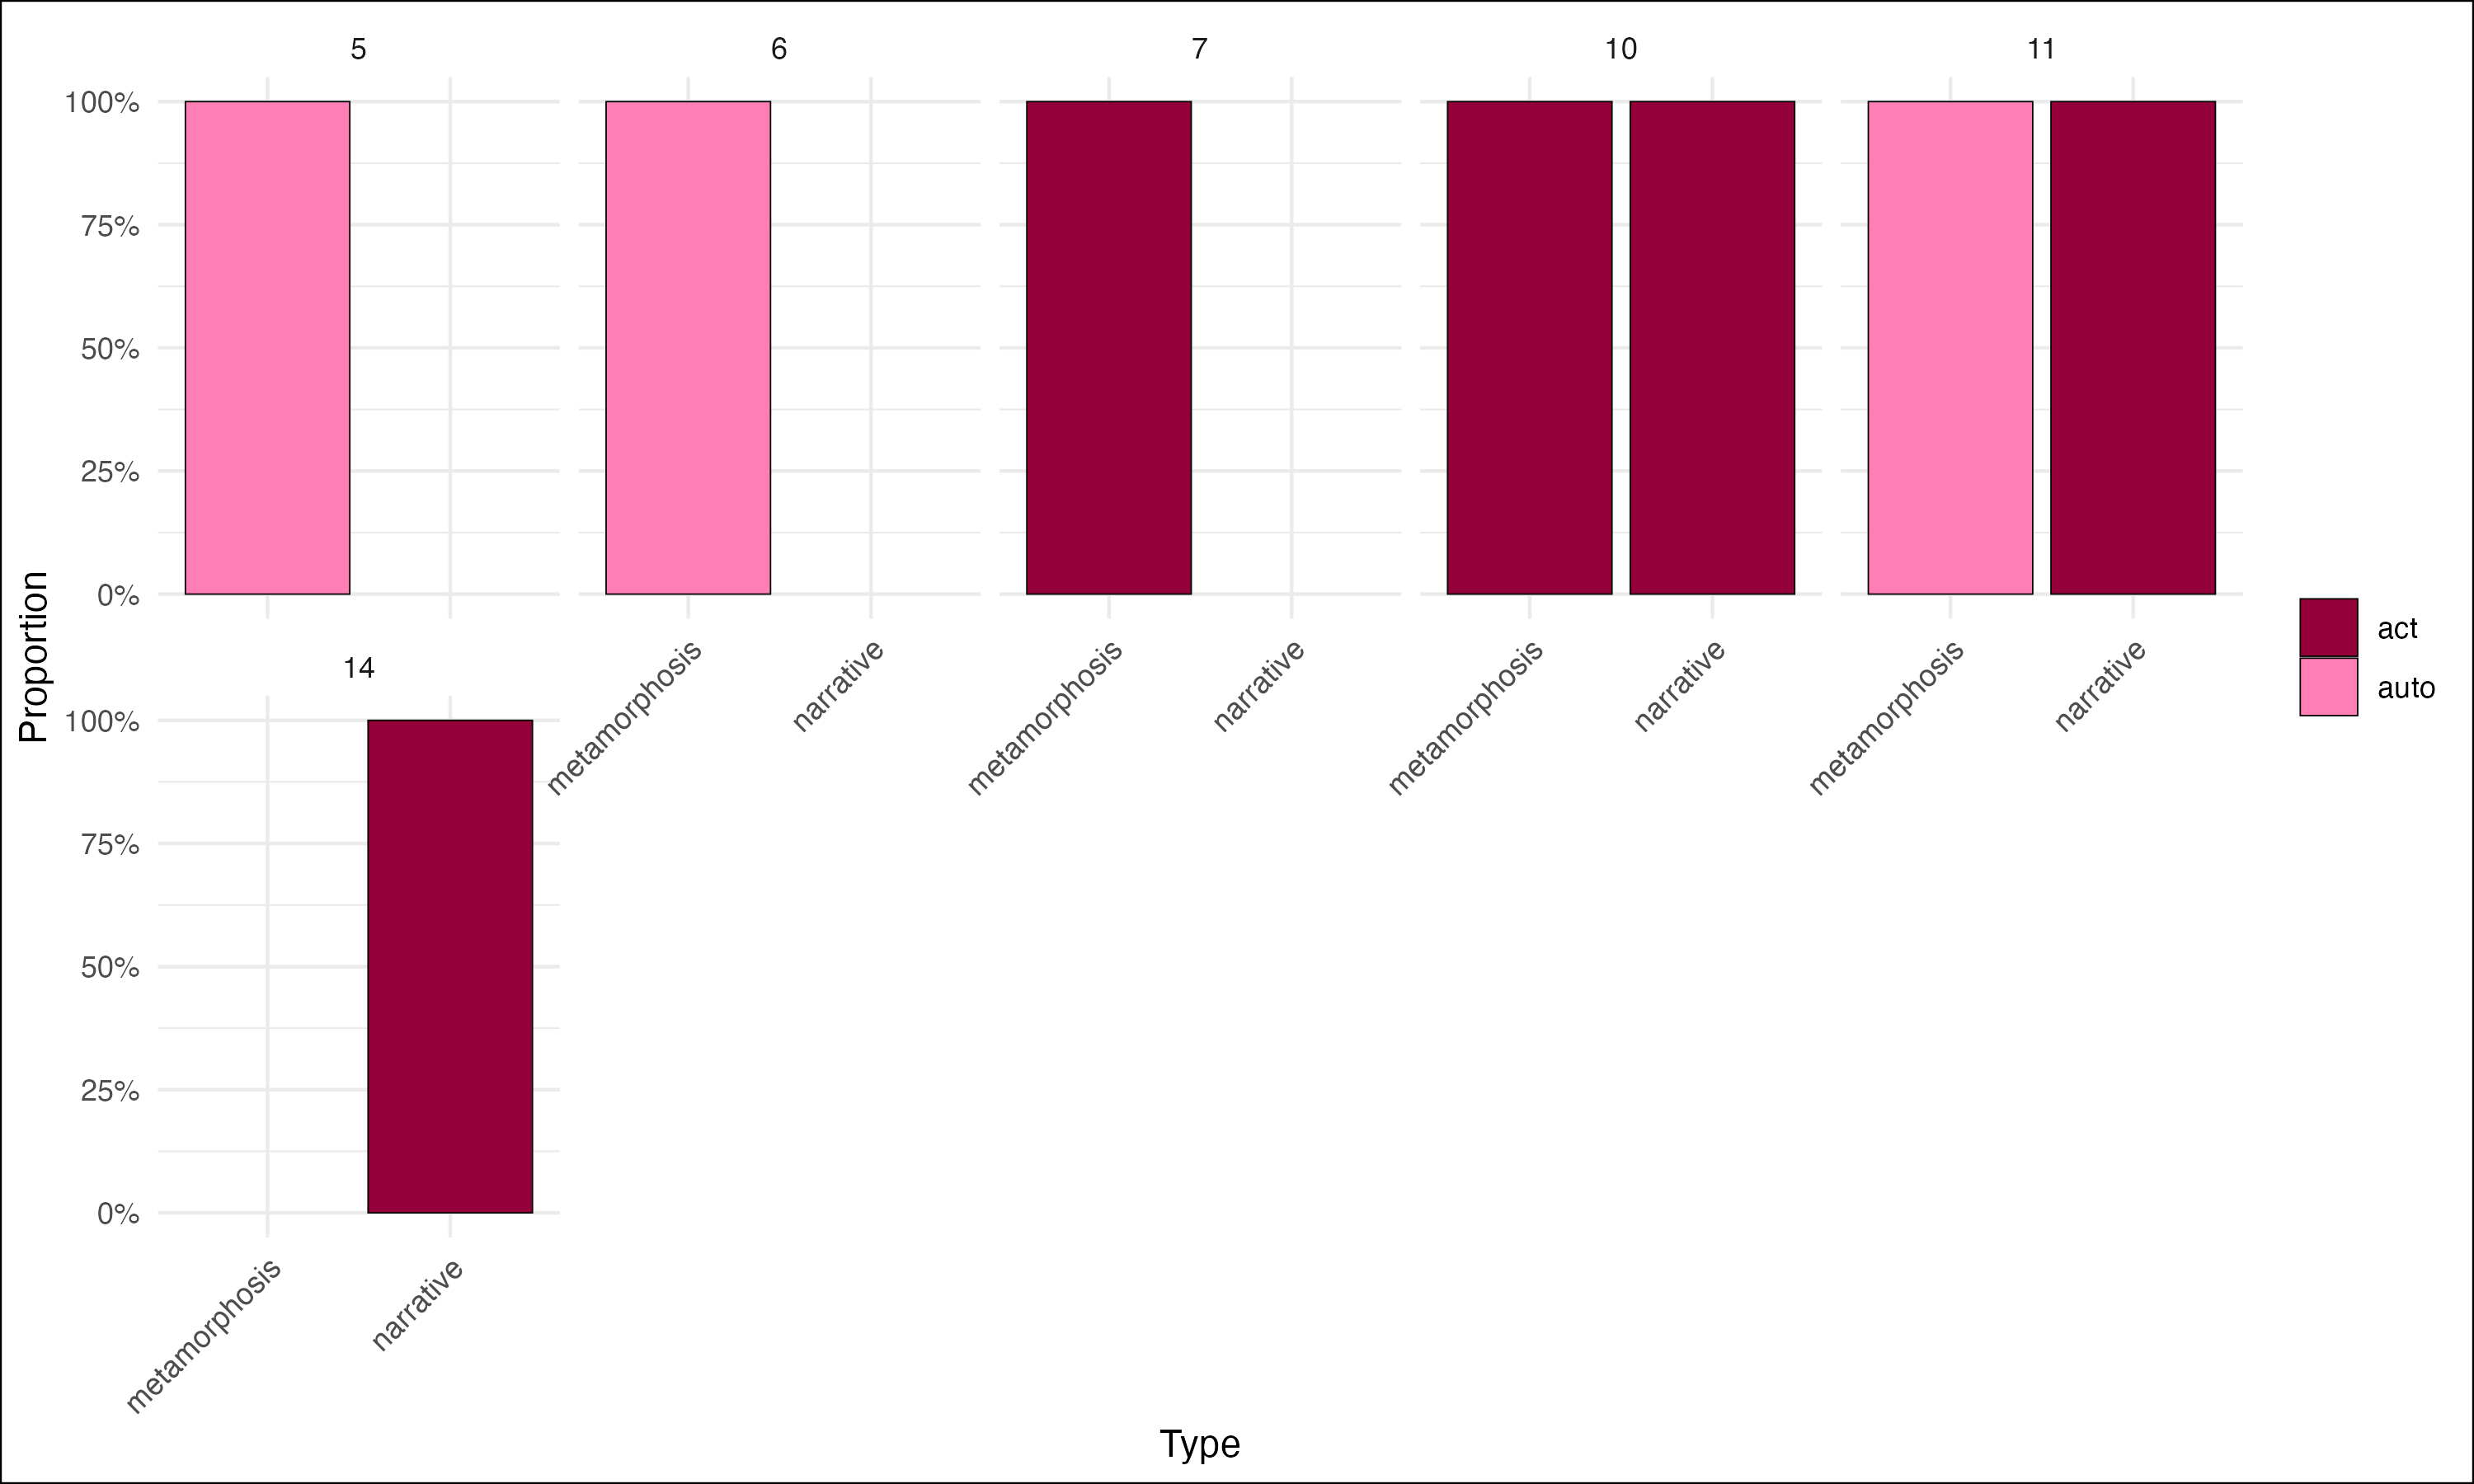 5 6 7 10 11
100%
75%
50%
25%
0%
metamorphosis narrative metamorphosis narrative metamorphosis narrative metamorphosis narrative
14
100%
75%
50%
25%
0%
metamorphosis narrative
Proportion
Type
act
auto